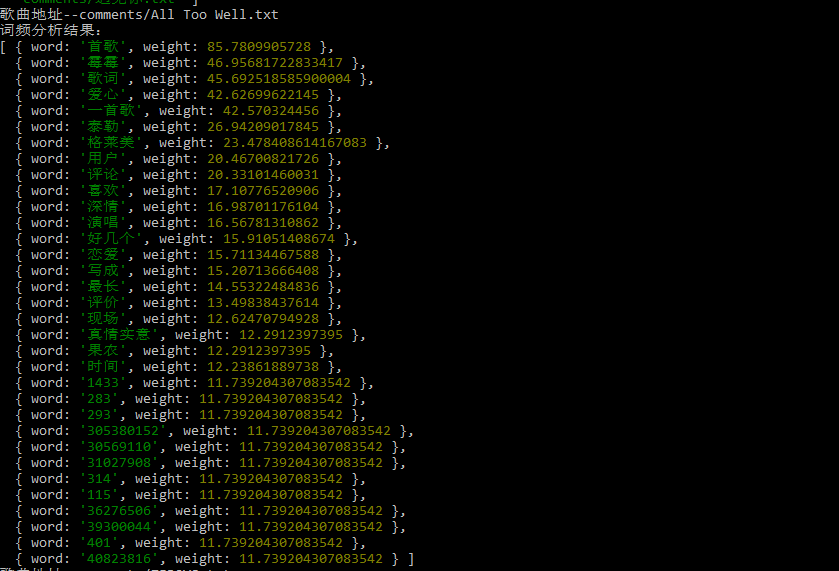 歌曲地址--comments/All Too Well.txt
词频分析结果:
[ { word: '首歌', weight: 85.7809905728 },
{ word: '霉霉', weight: 46.95681722833417 },
{ word: '歌词', weight: 45.692518585900004 },
{ word: '爱心', weight: 42.62699622145 },
{ word: '一首歌', weight: 42.570324456 },
{ word: '泰勒', weight: 26.94209017845 },
{ word: '格莱美', weight: 23.478408614167083 },
{ word: '用户', weight: 20.46700821726 },
{ word: '评论', weight: 20.33101460031 },
{ word: '喜欢', weight: 17.10776520906 },
{ word: '深情', weight: 16.98701176104 },
{ word: '演唱', weight: 16.56781310862 },
{ word: '好几个', weight: 15.91051408674 },
{ word: '恋爱', weight: 15.71134467588 },
{ word: '写成', weight: 15.20713666408 },
{ word: '最长', weight: 14.55322484836 },
{ word: '评价', weight: 13.49838437614 },
{ word: '现场', weight: 12.62470794928 },
{ word: '真情实意', weight: 12.2912397395 },
{ word: '果农', weight: 12.2912397395 },
{ word: '时间', weight: 12.23861889738 },
{ word: '1433', weight: 11.739204307083542 },
{ word: '283', weight: 11.739204307083542 },
{ word: '293', weight: 11.739204307083542 },
{ word: '305380152', weight: 11.739204307083542 },
{ word: '30569110', weight: 11.739204307083542 },
{ word: '31027908', weight: 11.739204307083542 },
{ word: '314', weight: 11.739204307083542 },
{ word: '115', weight: 11.739204307083542 },
{ word: '36276506', weight: 11.739204307083542 },
{ word: '39300044', weight: 11.739204307083542 },
{ word: '401', weight: 11.739204307083542 },
{ word: '40823816', weight: 11.739204307083542 } ]